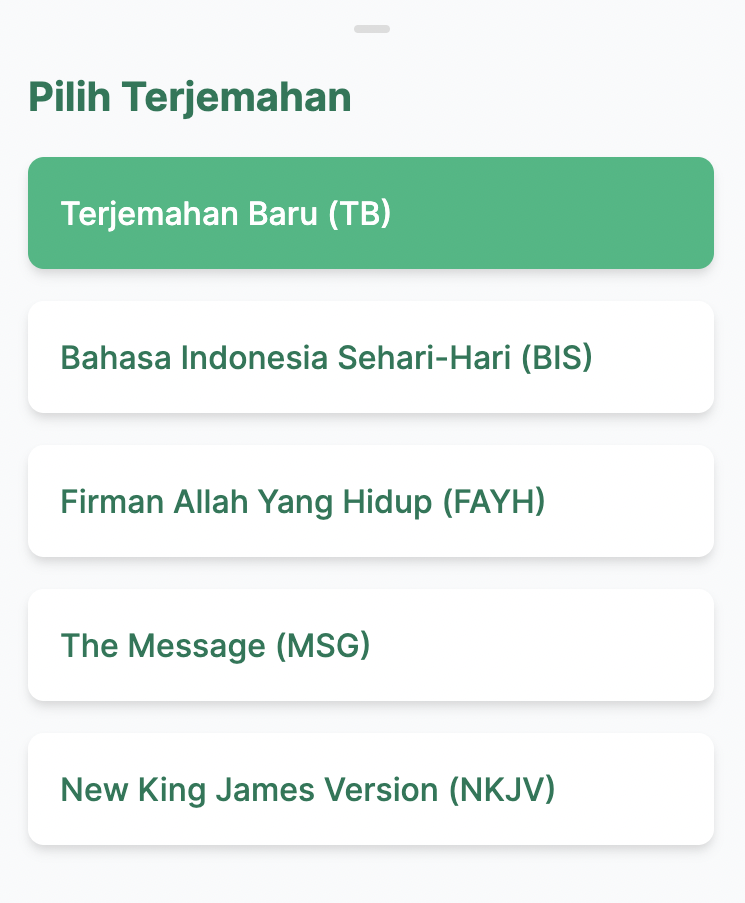 Pilih Terjemahan
Terjemahan Baru (TB)
Bahasa Indonesia Sehari-Hari (BIS)
Firman Allah Yang Hidup (FAYH)
The Message (MSG)
New King James Version (NKJV)